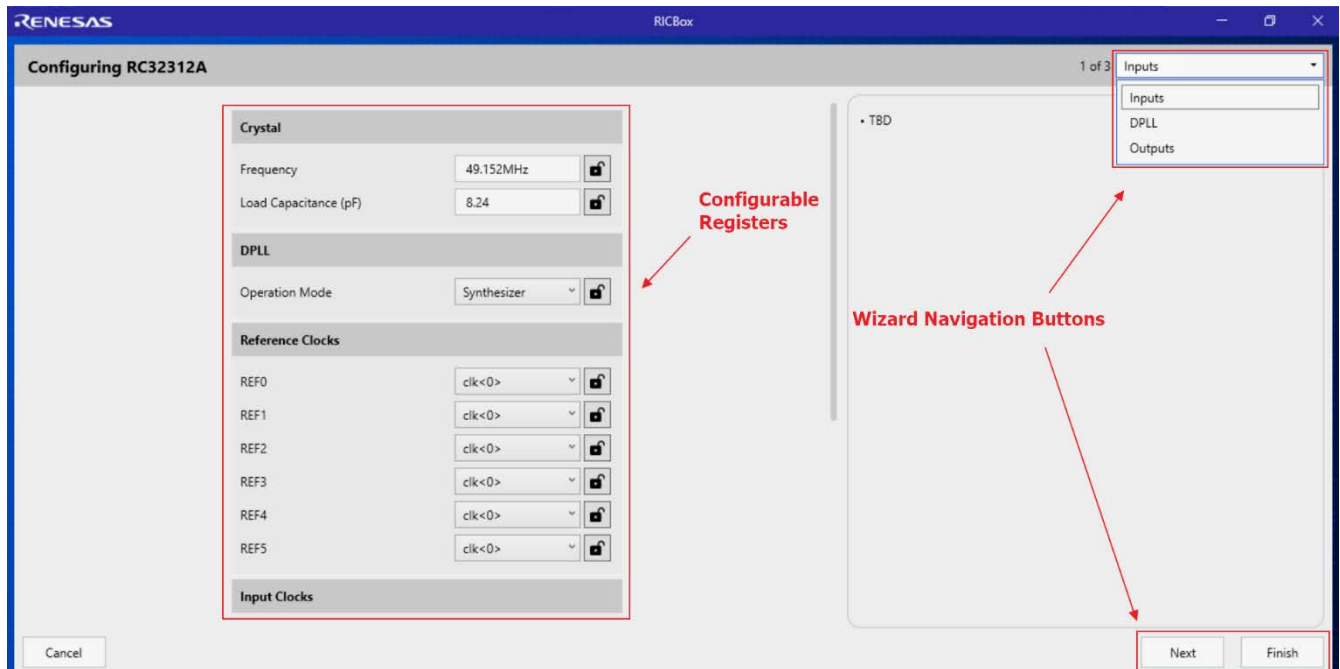 RENESAS
RICBox
Configuring RC32312A
1 of 3
Inputs
Inputs
DPLL
Outputs
Crystal
Frequency 49.152MHz
Load Capacitance (pF) 8.24
DPLL
Operation Mode Synthesizer
Reference Clocks
REF0 clk<0>
REF1 clk<0>
REF2 clk<0>
REF3 clk<0>
REF4 clk<0>
REF5 clk<0>
Input Clocks
Configurable
Registers
• TBD
Wizard Navigation Buttons
Cancel
Next
Finish